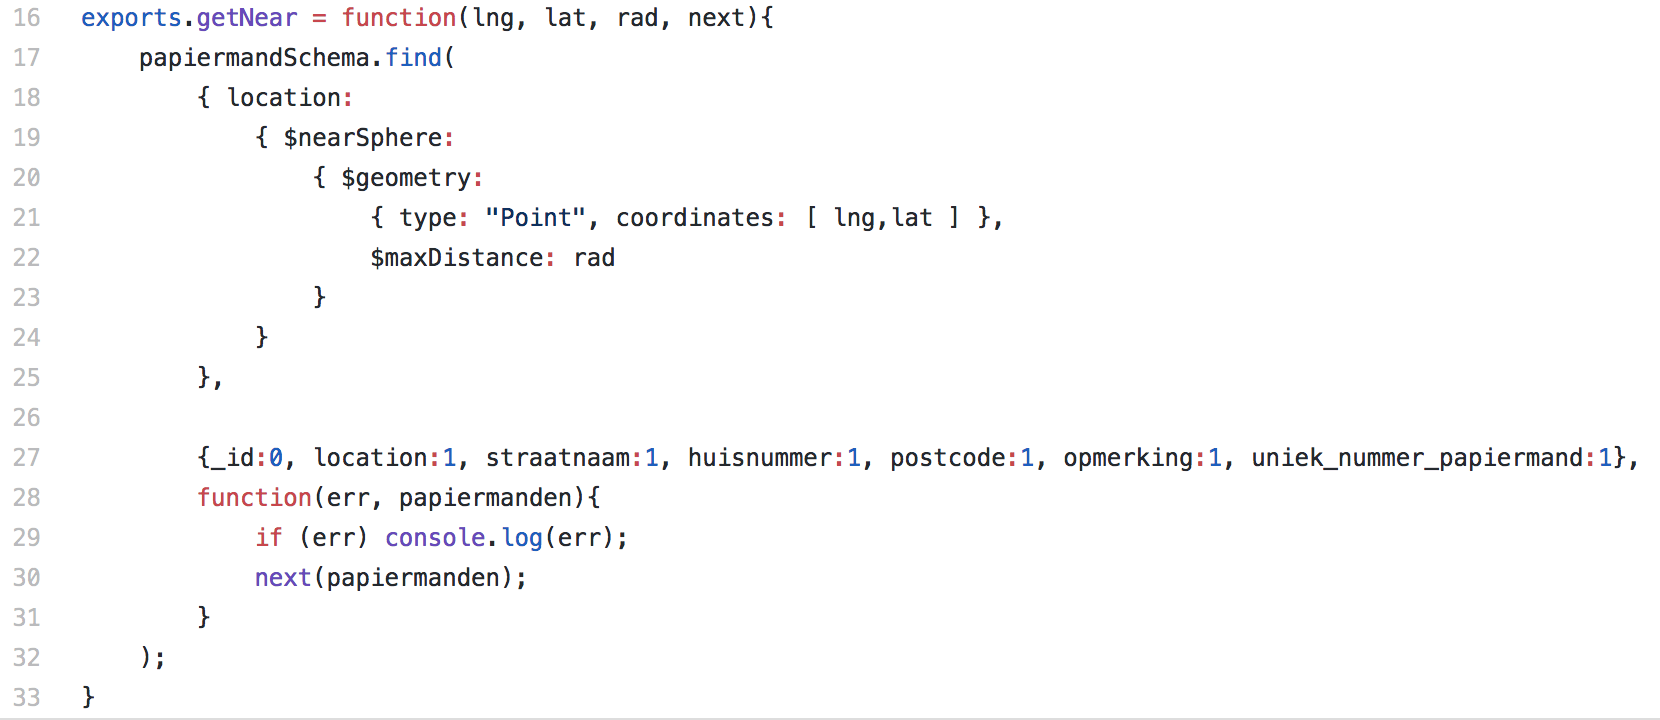 16 exports.getNear = function(lng, lat, rad, next){
17 papiermandSchema.find(
18 { location:
19 { $nearSphere:
20 { $geometry:
21 { type: "Point", coordinates: [ lng,lat ] },
22 $maxDistance: rad
23 }
24 }
25 },
26
27 {_id:0, location:1, straatnaam:1, huisnummer:1, postcode:1, opmerking:1, uniek_nummer_papiermand:1},
28 function(err, papiermanden){
29 if (err) console.log(err);
30 next(papiermanden);
31 }
32 );
33 }